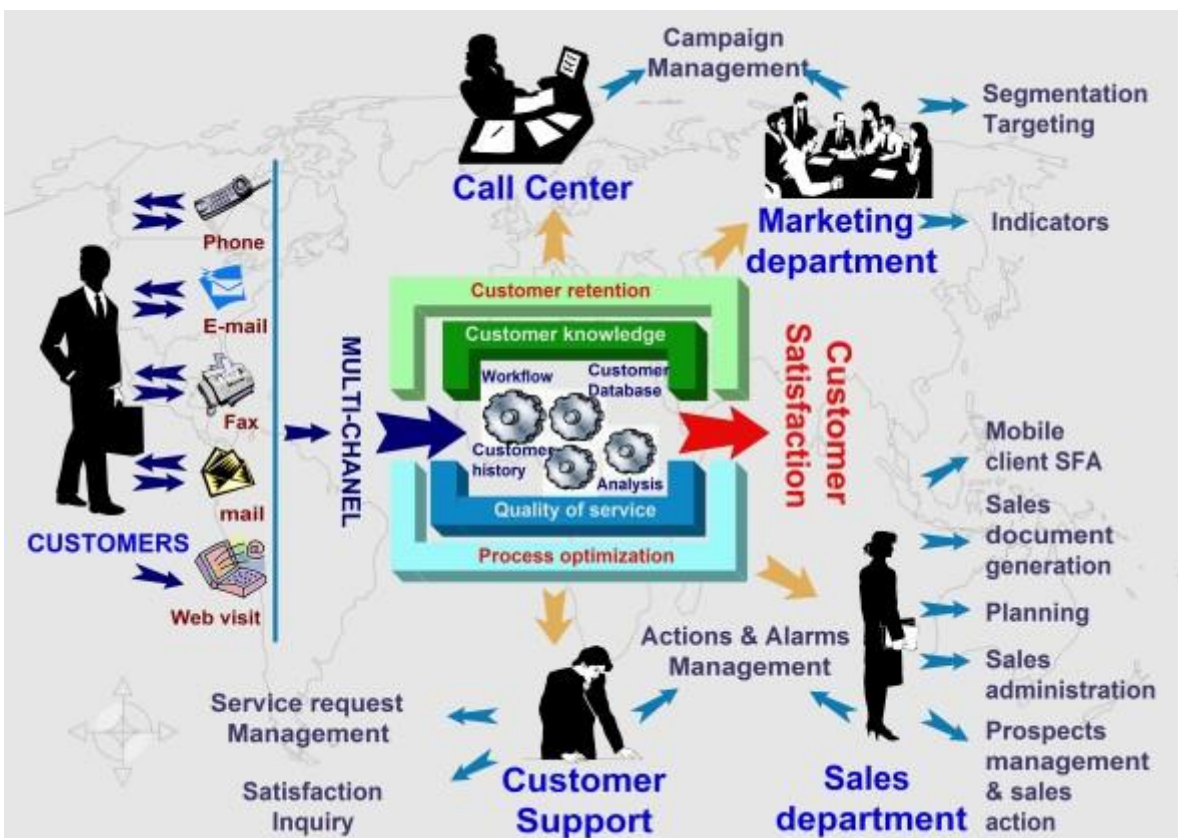 Campaign
Management
Segmentation
Targeting
Call Center
Marketing
department
Indicators
Phone
E-mail
Fax
mail
CUSTOMERS
@
Web visit
MULTI-CHANEL
Customer retention
Customer knowledge
Workflow
Customer
Database
Customer
history
Analysis
Quality of service
Process optimization
Customer
Satisfaction
Mobile
client SFA
Sales
document
generation
Planning
Sales
administration
Prospects
management
& sales
action
Actions & Alarms
Management
Service request
Management
Satisfaction
Inquiry
Customer
Support
Sales
department